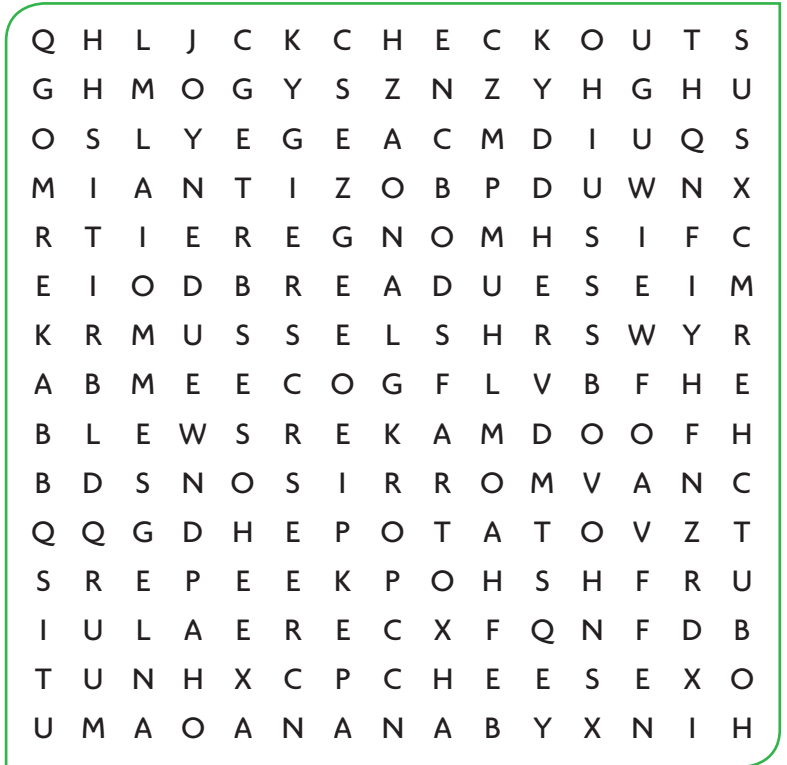 Q H L J C K C H E C K O U T S
G H M O G Y S Z N Z Y H G H U
O S L Y E G E A C M D I U Q S
M I A N T I Z O B P D U W N X
R T I E R E G N O M H S I F C
E I O D B R E A D U E S E I M
K R M U S S E L S H R S W Y R
A B M E E C O G F L V B F H E
B L E W S R E K A M D O O F H
B D S N O S I R R O M V A N C
Q Q G D H E P O T A T O V Z T
S R E P E E K P O H S H F R U
I U L A E R E C X F Q N F D B
T U N H X C P C H E E S E X O
U M A O A N A N A B Y X N I H